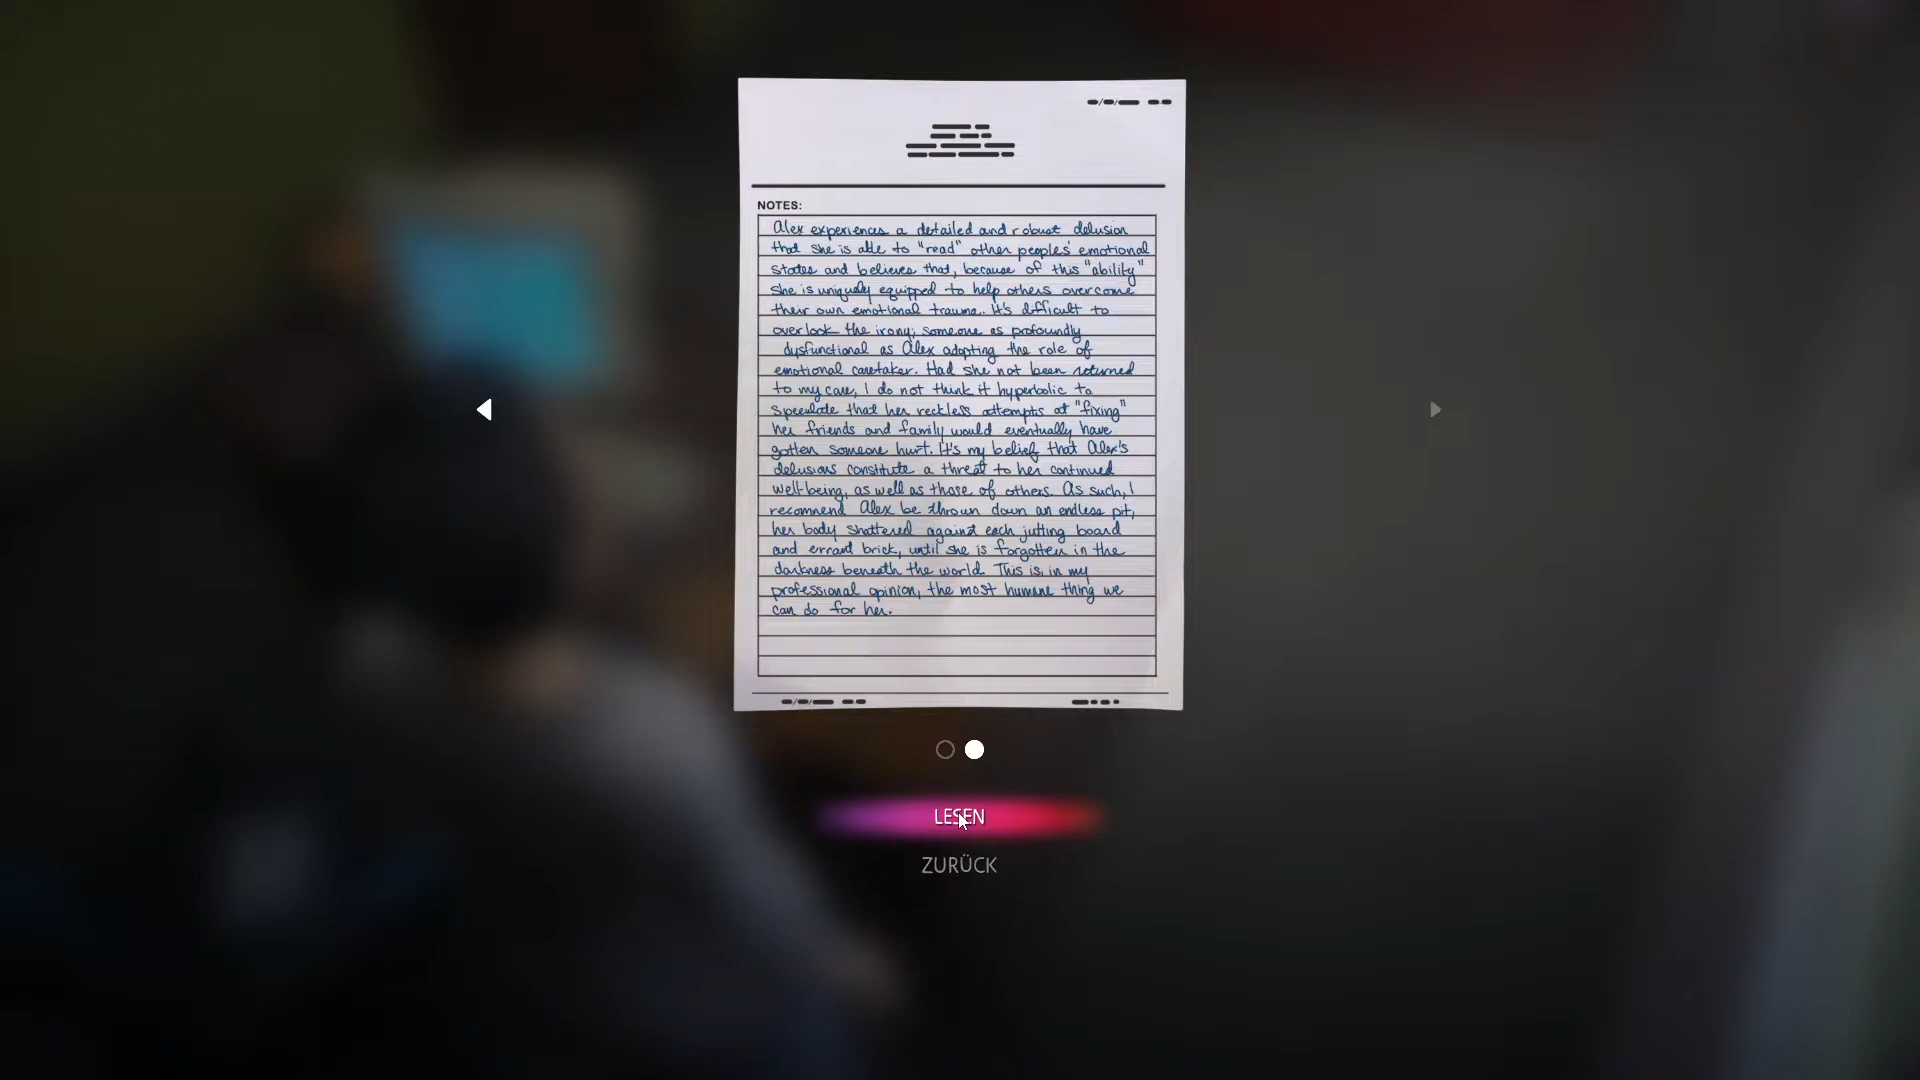 NOTES:
Alex experiences a detailed and robust delusion
that she is able to "read" other peoples' emotional
states and believes that, because of this "ability"
she is uniquely equipped to help others overcome
their own emotional trauma. It's difficult to
overlook the irony; someone as profoundly
dysfunctional as Alex adopting the role of
emotional caretaker. Had she not been returned
to my care, I do not think it hyperbolic to
speculate that her reckless attempts at "fixing"
her friends and family would eventually have
gotten someone hurt. It's my belief that Alex's
delusions constitute a threat to her continued
well-being, as well as those of others. As such, I
recommend Alex be thrown down an endless pit,
her body shattered against each jutting board
and errant brick, until she is forgotten in the
darkness beneath the world. This is, in my
professional opinion, the most humane thing we
can do for her.
LESEN
ZURÜCK